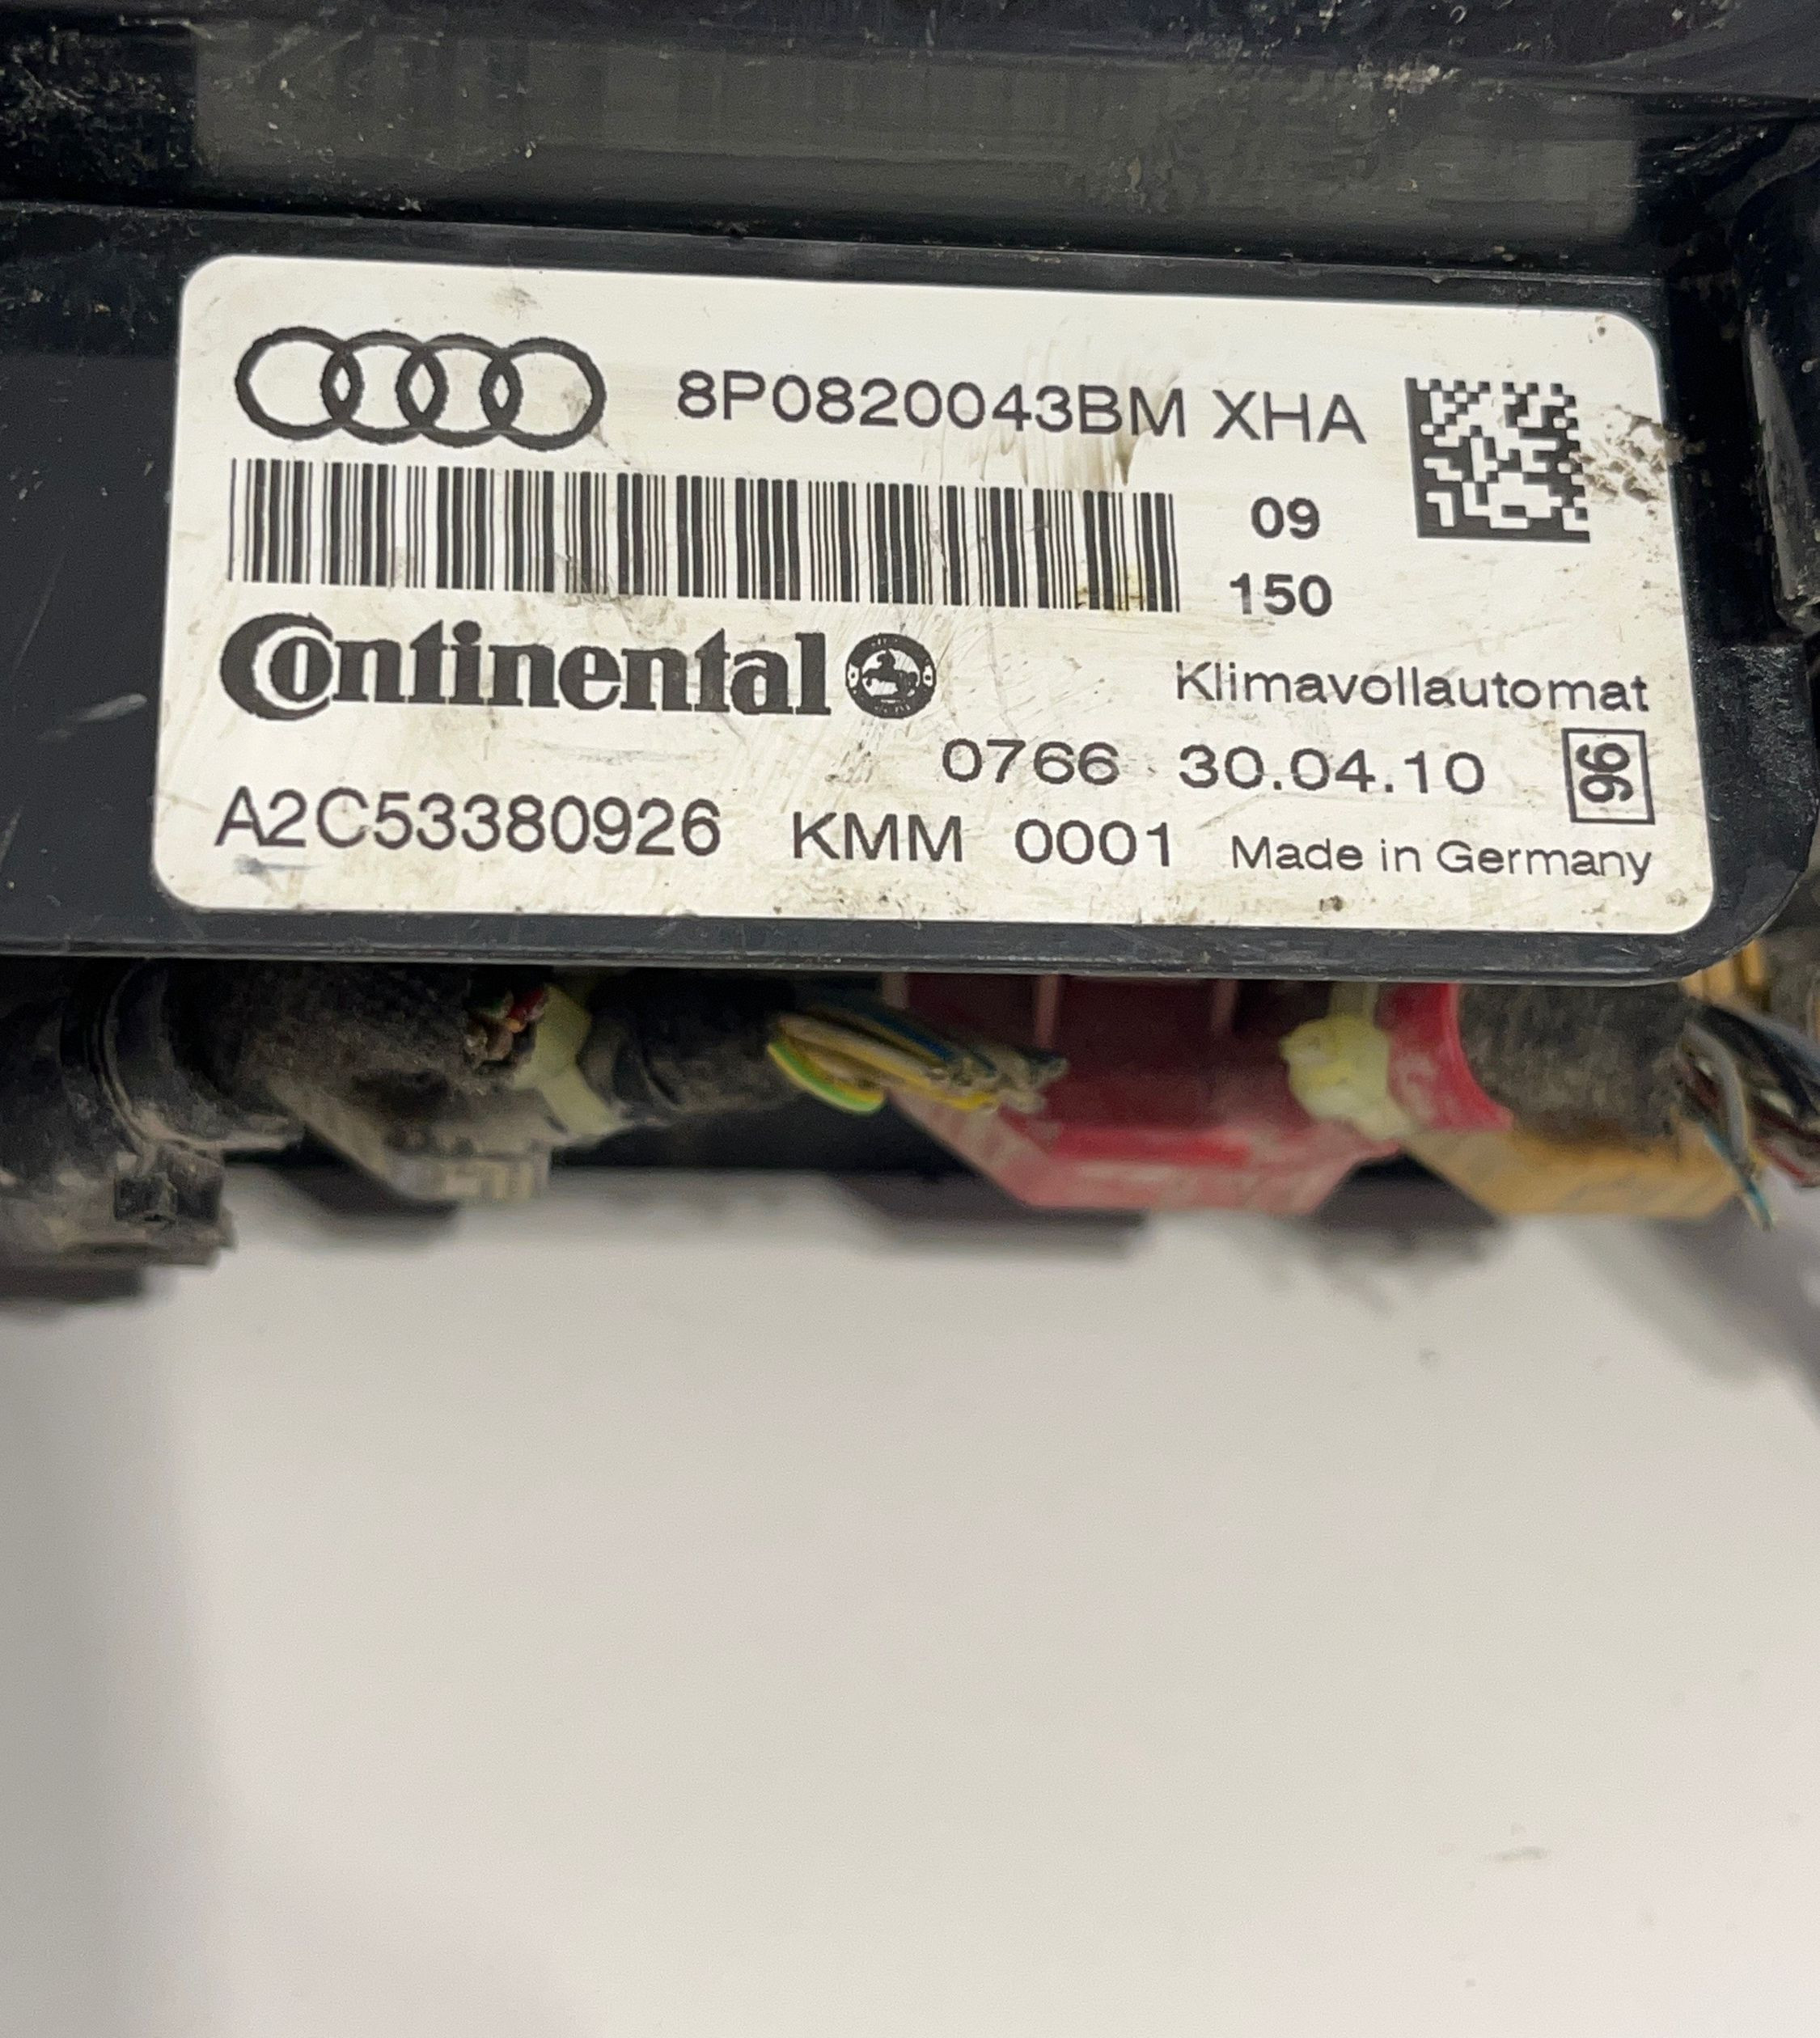 8P0820043BM XHA
09
150
Continental
Klimavollautomat
0766 30.04.10
96
A2C53380926 KMM 0001 Made in Germany